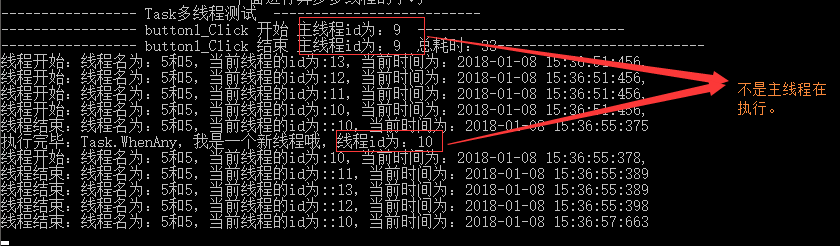 ---------------- Task多线程测试-------------------------
---------------- button1_Click 开始 主线程id为：9 -----------------------
---------------- button1_Click 结束 主线程id为：9 总耗时：33-----------------------
线程开始：线程名为：5和5，当前线程的id为::13，当前时间为：2018-01-08 15:36:51:456，
线程开始：线程名为：5和5，当前线程的id为::12，当前时间为：2018-01-08 15:36:51:456，
线程开始：线程名为：5和5，当前线程的id为::11，当前时间为：2018-01-08 15:36:51:456，
线程开始：线程名为：5和5，当前线程的id为::10，当前时间为：2018-01-08 15:36:51:456，
线程结束：线程名为：5和5，当前线程的id为::10，当前时间为：2018-01-08 15:36:55:375
执行完毕：Task.WhenAny，我是一个新线程哦，线程id为：10
线程开始：线程名为：5和5，当前线程的id为::10，当前时间为：2018-01-08 15:36:55:378，
线程结束：线程名为：5和5，当前线程的id为::11，当前时间为：2018-01-08 15:36:55:389
线程结束：线程名为：5和5，当前线程的id为::13，当前时间为：2018-01-08 15:36:55:389
线程结束：线程名为：5和5，当前线程的id为::12，当前时间为：2018-01-08 15:36:55:398
线程结束：线程名为：5和5，当前线程的id为::10，当前时间为：2018-01-08 15:36:57:663
不是主线程在
执行。